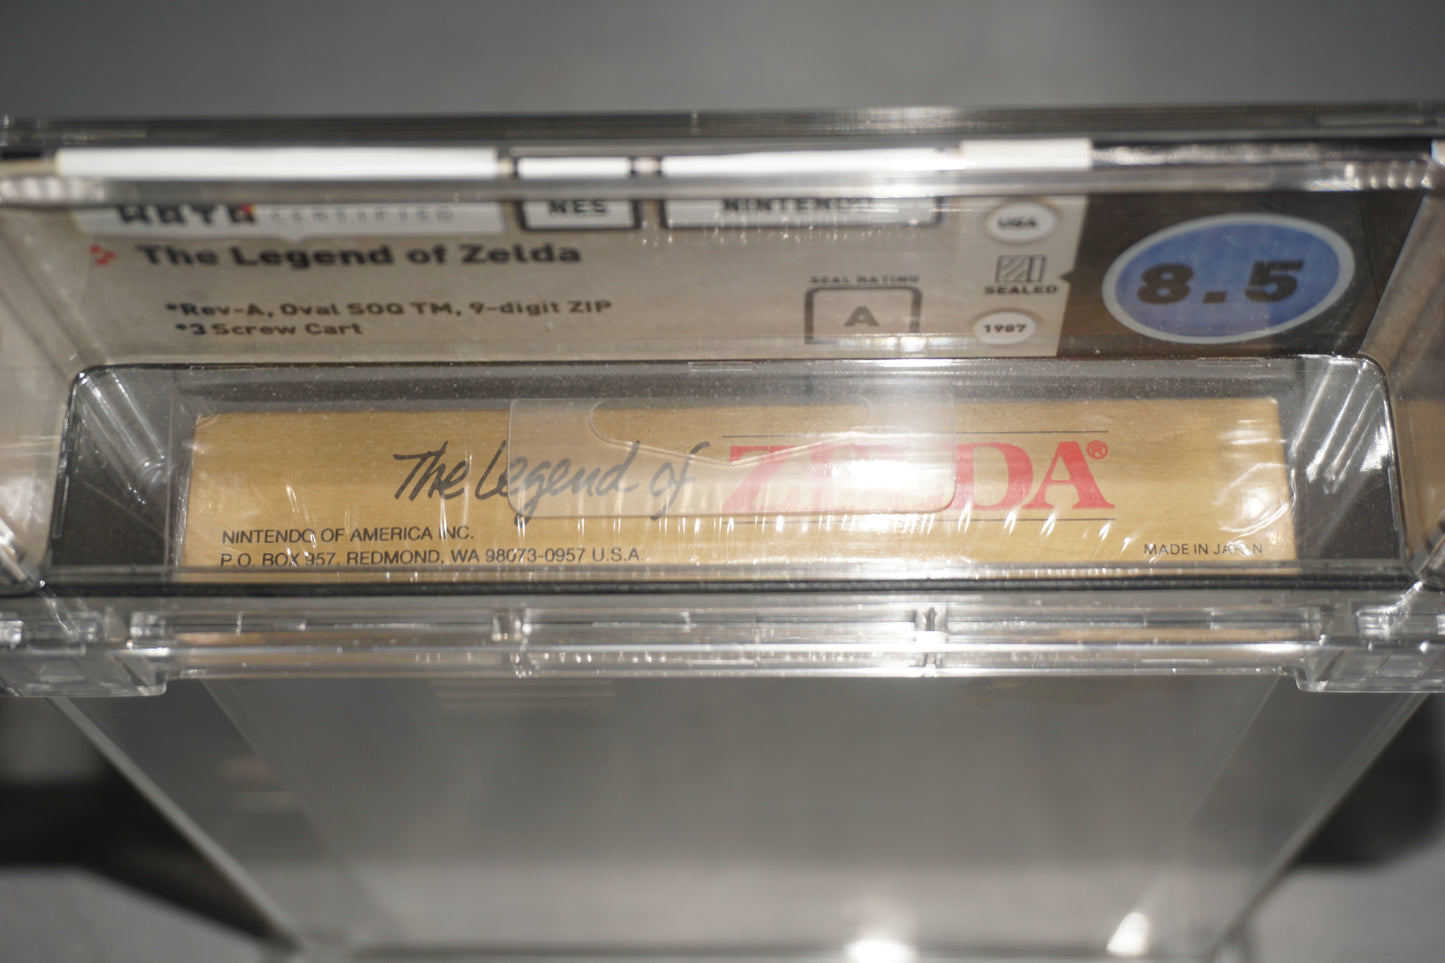 WATA CERTIFIED
NES
NINTENDO
The Legend of Zelda
*Rev-A, Oval SOQ TM, 9-digit ZIP
*3 Screw Cart
SEAL RATING
A
USA
SEALED
1987
8.5
The Legend of ZELDA®
NINTENDO OF AMERICA INC.
P.O. BOX 957, REDMOND, WA 98073-0957 U.S.A.
MADE IN JAPAN